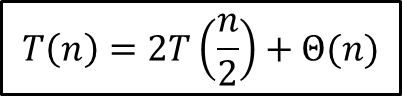 T(n) = 2T(n/2) + Θ(n)